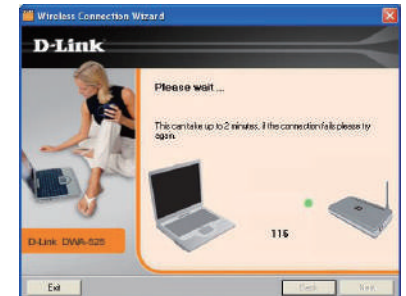 Wireless Connection Wizard
D-Link
Please wait ...
This can take up to 2 minutes, if the connection fails please try
again.
115
D-Link DWA-525
Exit
Back
Next